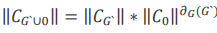 ‖C_{G`∪0}‖ = ‖C_{G`}‖ * ‖C_0‖^{∂_G(G`)}